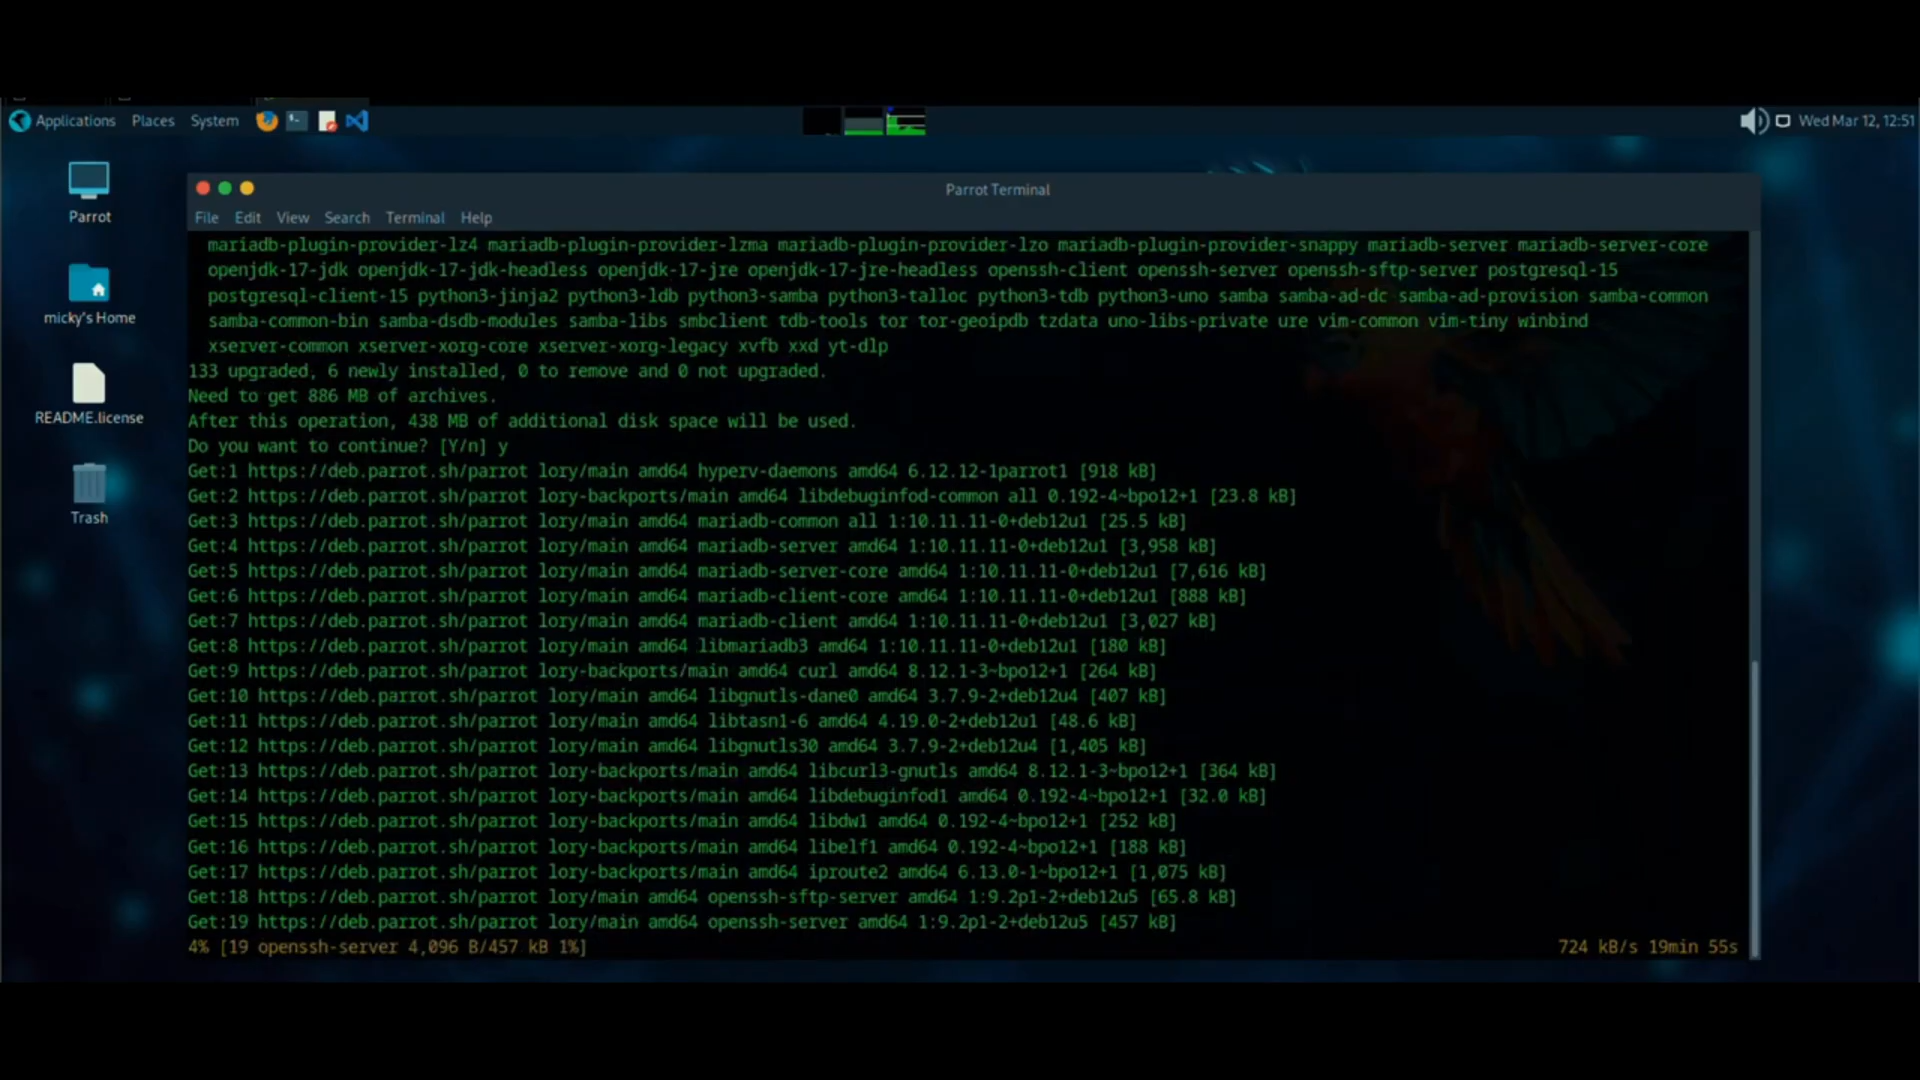 Applications Places System
Wed Mar 12, 12:51
Parrot
micky's Home
README.license
Trash
Parrot Terminal
File Edit View Search Terminal Help
mariadb-plugin-provider-lz4 mariadb-plugin-provider-lzma mariadb-plugin-provider-lzo mariadb-plugin-provider-snappy mariadb-server mariadb-server-core
openjdk-17-jdk openjdk-17-jdk-headless openjdk-17-jre openjdk-17-jre-headless openssh-client openssh-server openssh-sftp-server postgresql-15
postgresql-client-15 python3-jinja2 python3-ldb python3-samba python3-talloc python3-tdb python3-uno samba samba-ad-dc samba-ad-provision samba-common
samba-common-bin samba-dsdb-modules samba-libs smbclient tdb-tools tor tor-geoipdb tzdata uno-libs-private ure vim-common vim-tiny winbind
xserver-common xserver-xorg-core xserver-xorg-legacy xvfb xxd yt-dlp
133 upgraded, 6 newly installed, 0 to remove and 0 not upgraded.
Need to get 886 MB of archives.
After this operation, 438 MB of additional disk space will be used.
Do you want to continue? [Y/n] y
Get:1 https://deb.parrot.sh/parrot lory/main amd64 hyperv-daemons amd64 6.12.12-1parrot1 [918 kB]
Get:2 https://deb.parrot.sh/parrot lory-backports/main amd64 libdebuginfod-common all 0.192-4~bpo12+1 [23.8 kB]
Get:3 https://deb.parrot.sh/parrot lory/main amd64 mariadb-common all 1:10.11.11-0+deb12u1 [25.5 kB]
Get:4 https://deb.parrot.sh/parrot lory/main amd64 mariadb-server amd64 1:10.11.11-0+deb12u1 [3,958 kB]
Get:5 https://deb.parrot.sh/parrot lory/main amd64 mariadb-server-core amd64 1:10.11.11-0+deb12u1 [7,616 kB]
Get:6 https://deb.parrot.sh/parrot lory/main amd64 mariadb-client-core amd64 1:10.11.11-0+deb12u1 [888 kB]
Get:7 https://deb.parrot.sh/parrot lory/main amd64 mariadb-client amd64 1:10.11.11-0+deb12u1 [3,027 kB]
Get:8 https://deb.parrot.sh/parrot lory/main amd64 libmariadb3 amd64 1:10.11.11-0+deb12u1 [180 kB]
Get:9 https://deb.parrot.sh/parrot lory-backports/main amd64 curl amd64 8.12.1-3~bpo12+1 [264 kB]
Get:10 https://deb.parrot.sh/parrot lory/main amd64 libgnutls-dane0 amd64 3.7.9-2+deb12u4 [407 kB]
Get:11 https://deb.parrot.sh/parrot lory/main amd64 libtasn1-6 amd64 4.19.0-2+deb12u1 [48.6 kB]
Get:12 https://deb.parrot.sh/parrot lory/main amd64 libgnutls30 amd64 3.7.9-2+deb12u4 [1,405 kB]
Get:13 https://deb.parrot.sh/parrot lory-backports/main amd64 libcurl3-gnutls amd64 8.12.1-3~bpo12+1 [364 kB]
Get:14 https://deb.parrot.sh/parrot lory-backports/main amd64 libdebuginfod1 amd64 0.192-4~bpo12+1 [32.0 kB]
Get:15 https://deb.parrot.sh/parrot lory-backports/main amd64 libdw1 amd64 0.192-4~bpo12+1 [252 kB]
Get:16 https://deb.parrot.sh/parrot lory-backports/main amd64 libelf1 amd64 0.192-4~bpo12+1 [188 kB]
Get:17 https://deb.parrot.sh/parrot lory-backports/main amd64 iproute2 amd64 6.13.0-1~bpo12+1 [1,075 kB]
Get:18 https://deb.parrot.sh/parrot lory/main amd64 openssh-sftp-server amd64 1:9.2p1-2+deb12u5 [65.8 kB]
Get:19 https://deb.parrot.sh/parrot lory/main amd64 openssh-server amd64 1:9.2p1-2+deb12u5 [457 kB]
4% [19 openssh-server 4,096 B/457 kB 1%] 724 kB/s 19min 55s